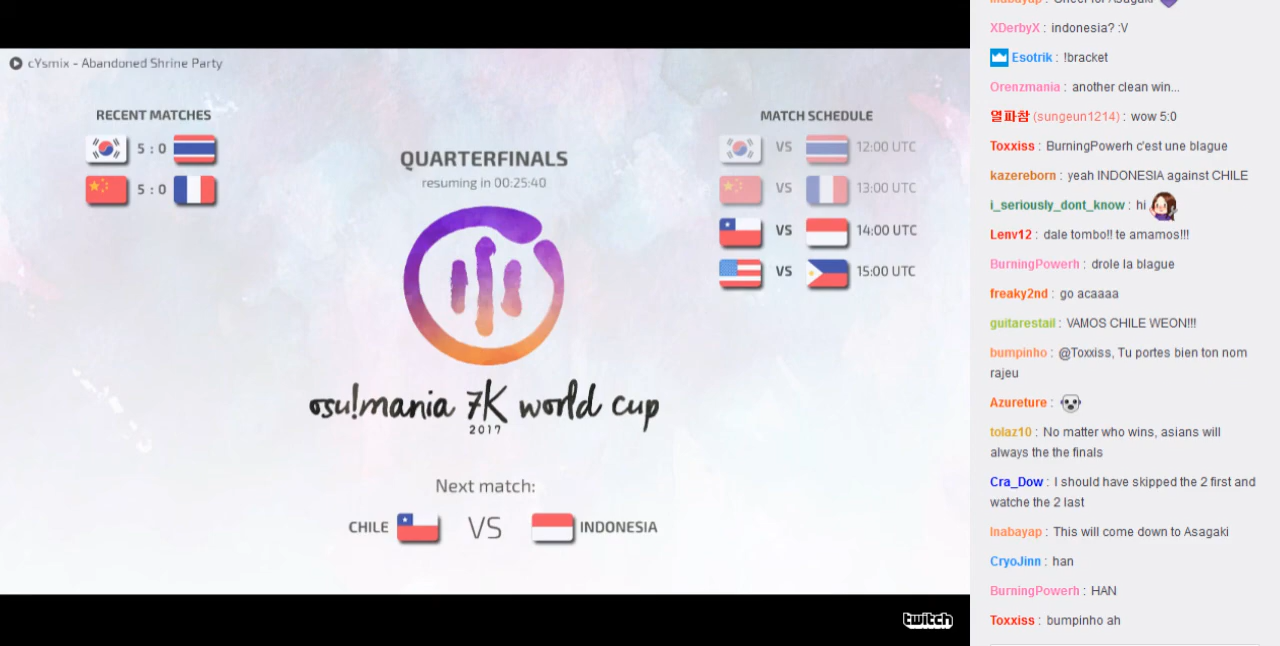 cYsmix - Abandoned Shrine Party
RECENT MATCHES
5 : 0
5 : 0
QUARTERFINALS
resuming in 00:25:40
osu!mania 7K world cup
2017
Next match:
CHILE VS INDONESIA
MATCH SCHEDULE
VS 12:00 UTC
VS 13:00 UTC
VS 14:00 UTC
VS 15:00 UTC
twitch
Inabayap : Cheer for Asagaki
XDerbyX : indonesia? :V
Esotrik : !bracket
Orenzmania : another clean win...
열파참 (sungeun1214) : wow 5:0
Toxxiss : BurningPowerh c'est une blague
kazereborn : yeah INDONESIA against CHILE
i_seriously_dont_know : hi
Lenv12 : dale tombo!! te amamos!!!
BurningPowerh : drole la blague
freaky2nd : go acaaaa
guitarestail : VAMOS CHILE WEON!!!
bumpinho : @Toxxiss, Tu portes bien ton nom
rajeu
Azureture :
tolaz10 : No matter who wins, asians will
always the the finals
Cra_Dow : I should have skipped the 2 first and
watche the 2 last
Inabayap : This will come down to Asagaki
CryoJinn : han
BurningPowerh : HAN
Toxxiss : bumpinho ah